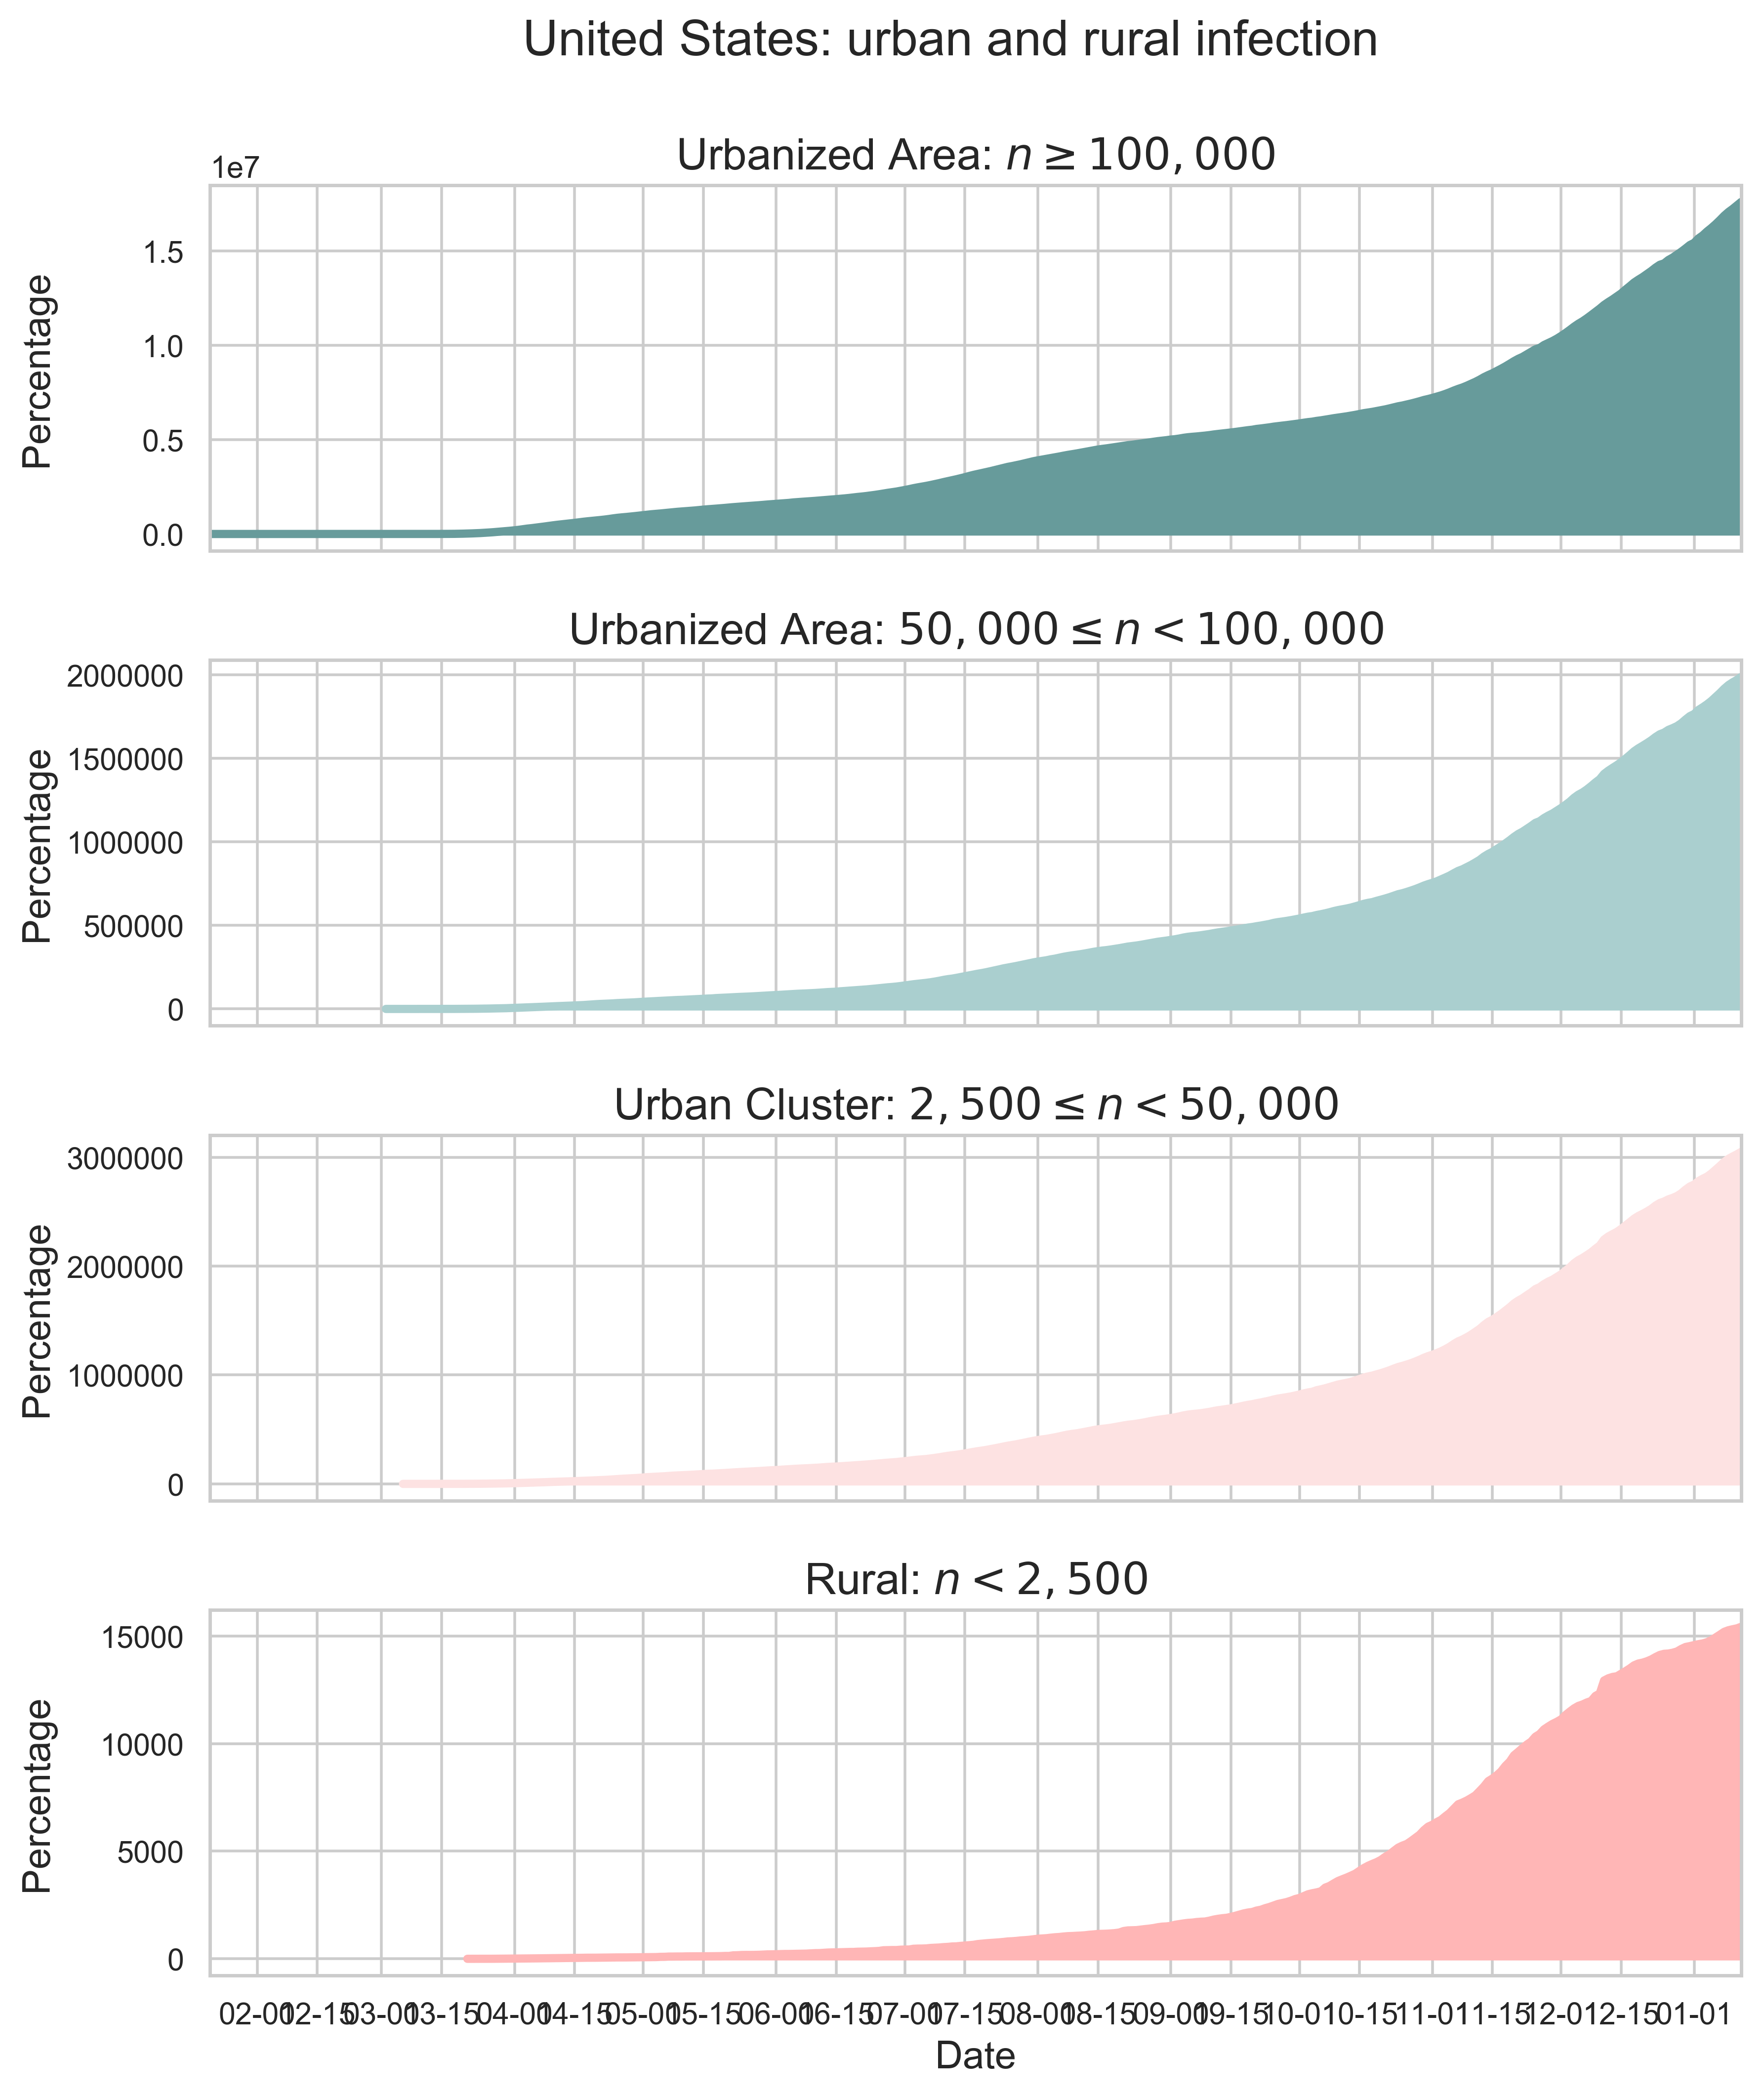 United States: urban and rural infection
Urbanized Area: n ≥ 100,000
1e7
1.5
1.0
0.5
0.0
Percentage
Urbanized Area: 50,000 ≤ n < 100,000
2000000
1500000
1000000
500000
0
Percentage
Urban Cluster: 2,500 ≤ n < 50,000
3000000
2000000
1000000
0
Percentage
Rural: n < 2,500
15000
10000
5000
0
Percentage
02-01 02-15 03-01 03-15 04-01 04-15 05-01 05-15 06-01 06-15 07-01 07-15 08-01 08-15 09-01 09-15 10-01 10-15 11-01 11-15 12-01 12-15 01-01
Date